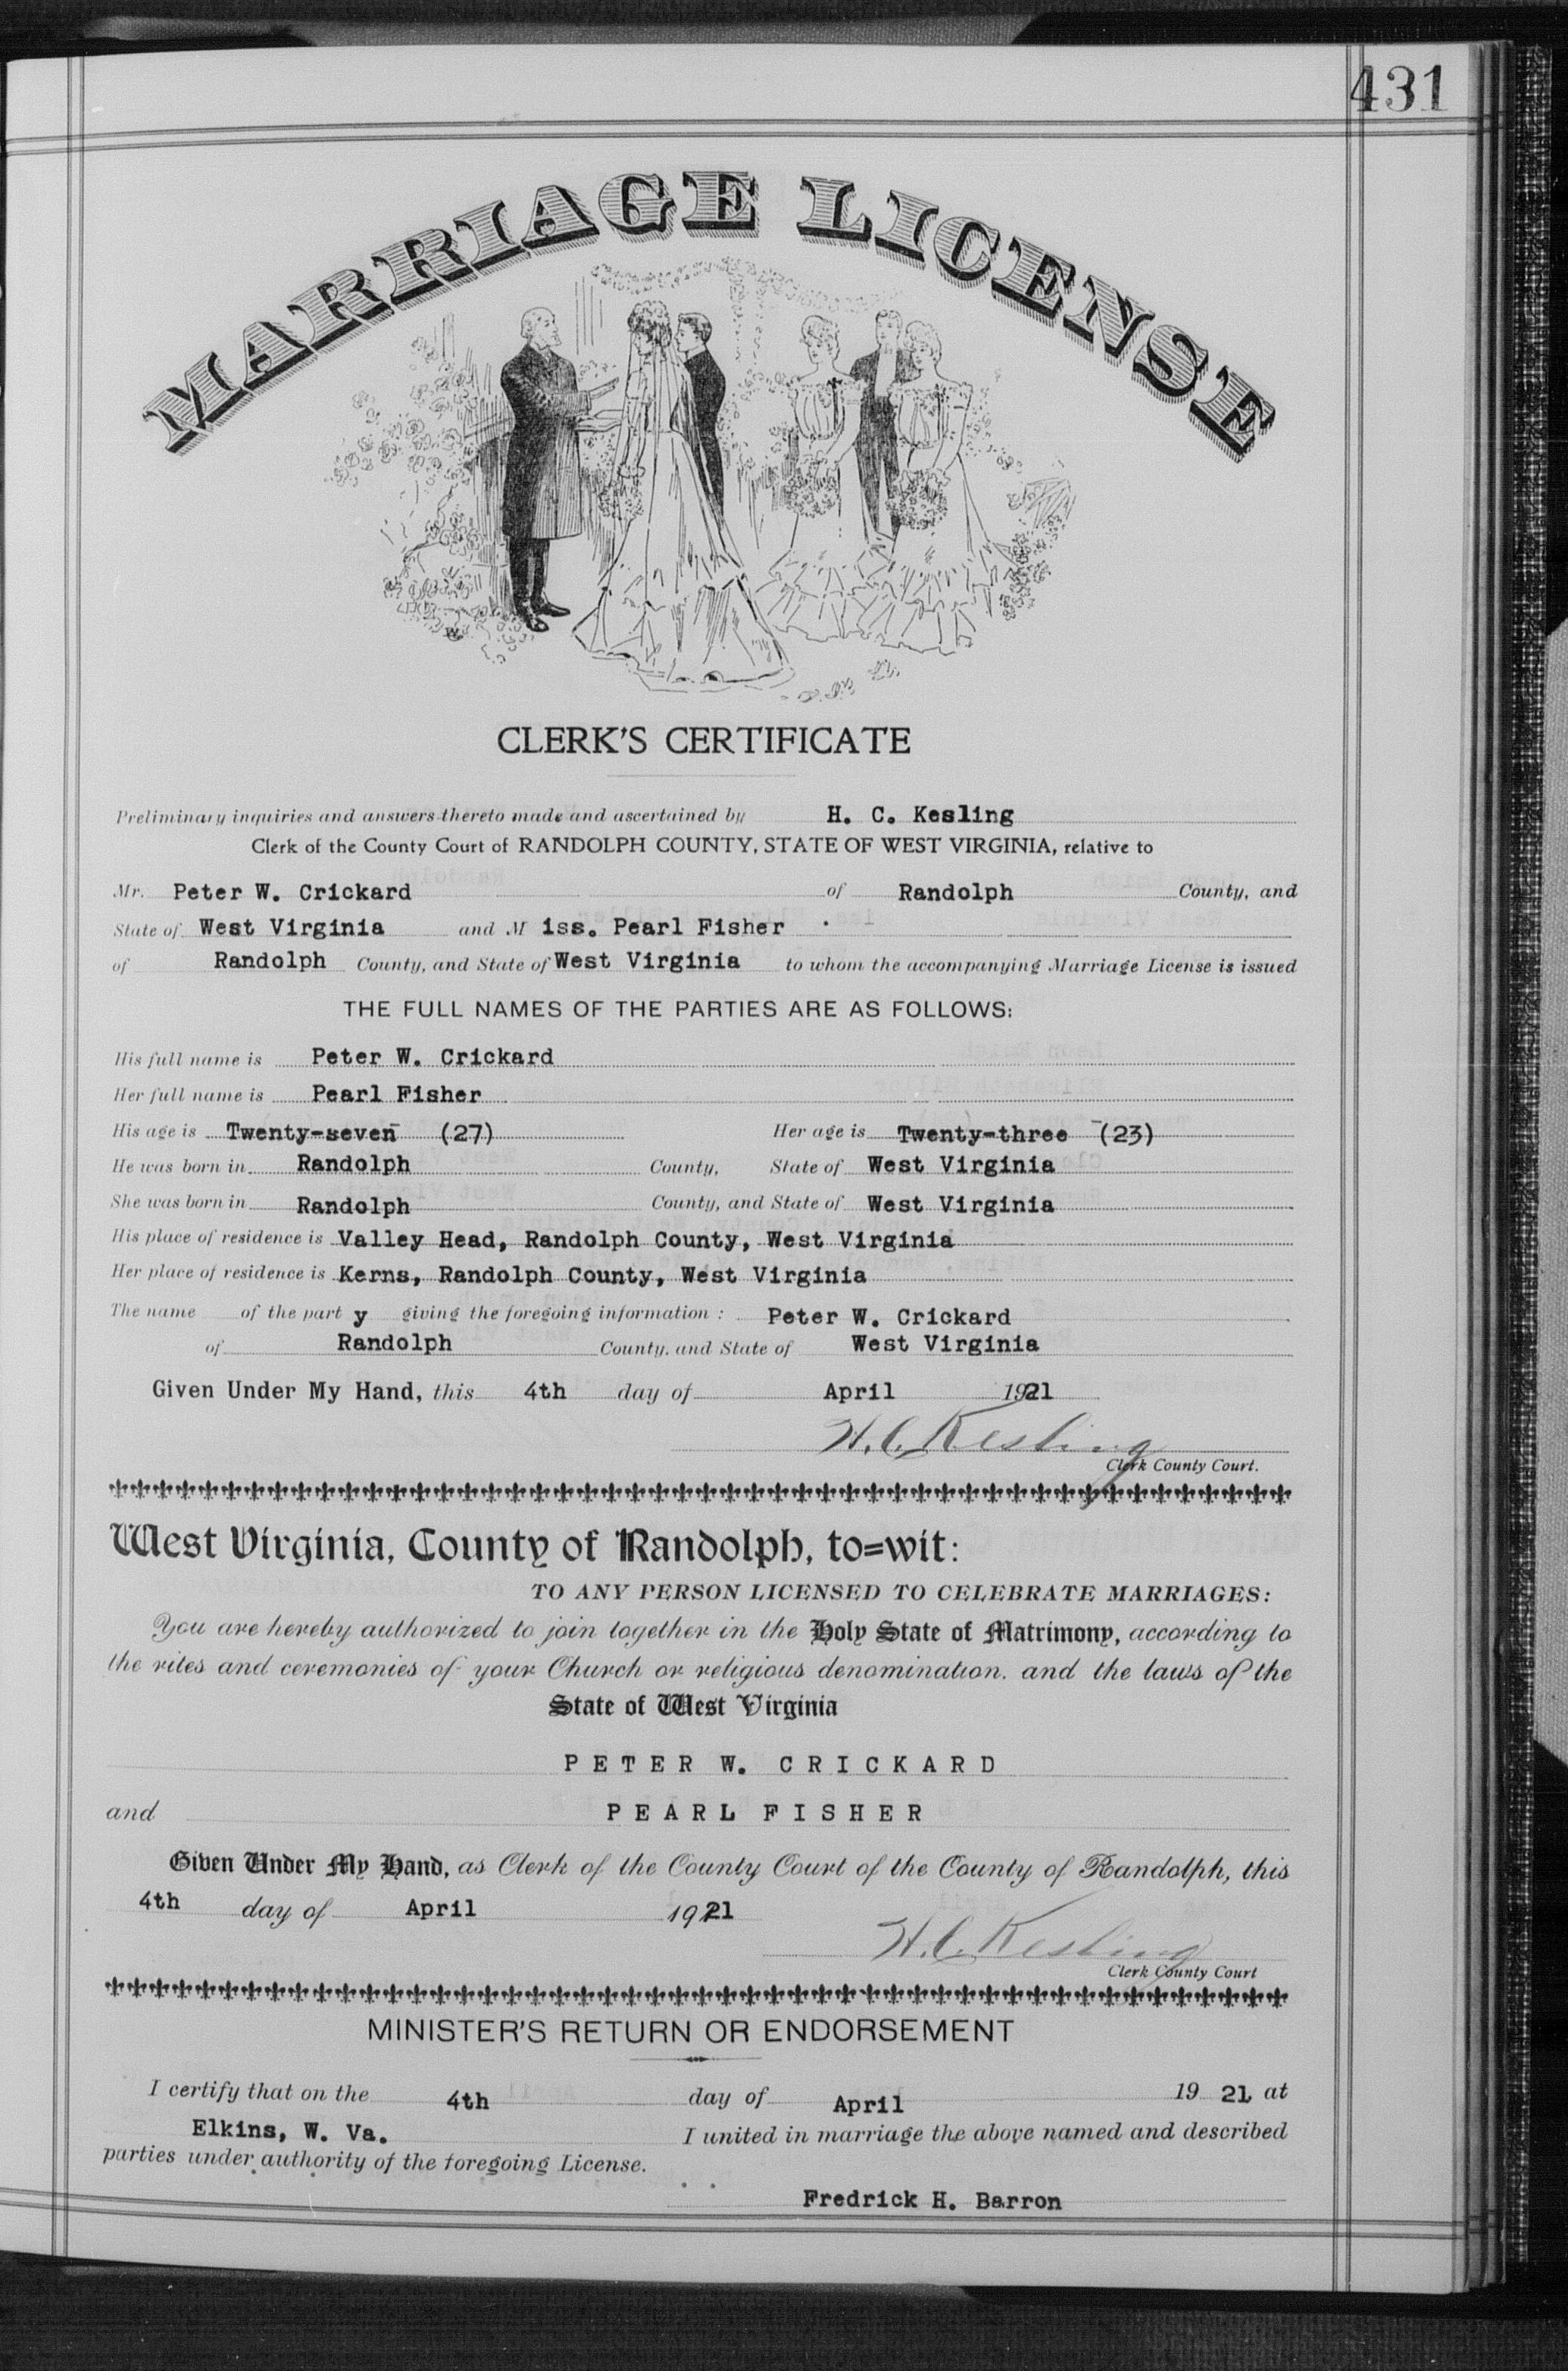 431
MARRIAGE LICENSE
CLERK'S CERTIFICATE
Preliminary inquiries and answers thereto made and ascertained by H. C. Kesling
Clerk of the County Court of RANDOLPH COUNTY, STATE OF WEST VIRGINIA, relative to
Mr. Peter W. Crickard of Randolph County, and
State of West Virginia and M iss. Pearl Fisher
of Randolph County, and State of West Virginia to whom the accompanying Marriage License is issued
THE FULL NAMES OF THE PARTIES ARE AS FOLLOWS:
His full name is Peter W. Crickard
Her full name is Pearl Fisher
His age is Twenty-seven (27) Her age is Twenty-three (23)
He was born in Randolph County, State of West Virginia
She was born in Randolph County, and State of West Virginia
His place of residence is Valley Head, Randolph County, West Virginia
Her place of residence is Kerns, Randolph County, West Virginia
The name of the part y giving the foregoing information: Peter W. Crickard
of Randolph County, and State of West Virginia
Given Under My Hand, this 4th day of April 1921
H. C. Kesling
Clerk County Court.
West Virginia, County of Randolph, to=wit:
TO ANY PERSON LICENSED TO CELEBRATE MARRIAGES:
You are hereby authorized to join together in the Holy State of Matrimony, according to
the rites and ceremonies of your Church or religious denomination, and the laws of the
State of West Virginia
PETER W. CRICKARD
and PEARL FISHER
Given Under My Hand, as Clerk of the County Court of the County of Randolph, this
4th day of April 1921
H. C. Kesling
Clerk County Court
MINISTER'S RETURN OR ENDORSEMENT
I certify that on the 4th day of April 19 21 at
Elkins, W. Va. I united in marriage the above named and described
parties under authority of the foregoing License.
Fredrick H. Barron